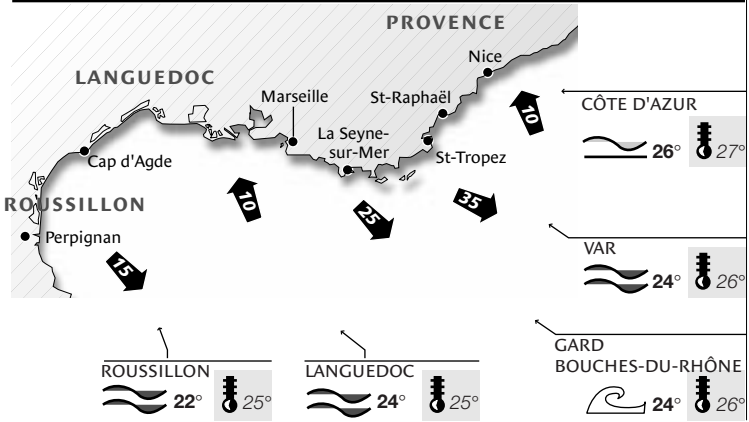 PROVENCE
Nice
LANGUEDOC
Marseille
St-Raphaël
10
CÔTE D'AZUR
26° 27°
La Seyne-
sur-Mer
St-Tropez
Cap d'Agde
ROUSSILLON
10
25
35
Perpignan
15
VAR
24° 26°
GARD
BOUCHES-DU-RHÔNE
24° 26°
ROUSSILLON
22° 25°
LANGUEDOC
24° 25°